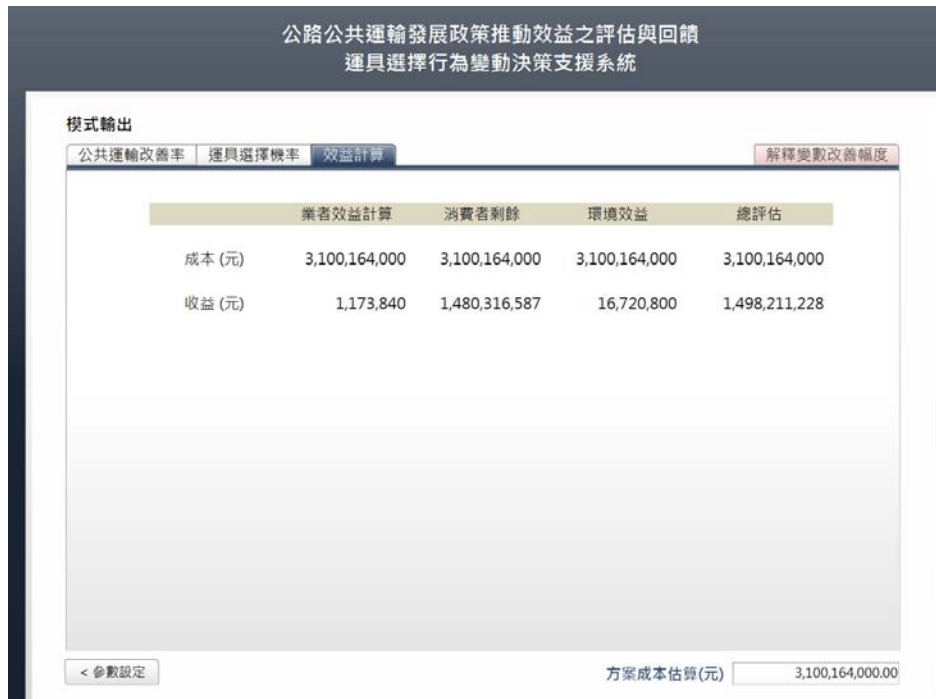 公路公共運輸發展政策推動效益之評估與回饋
運具選擇行為變動決策支援系統
模式輸出
公共運輸改善率 運具選擇機率 效益計算 解釋變數改善幅度
業者效益計算 消費者剩餘 環境效益 總評估
成本 (元) 3,100,164,000 3,100,164,000 3,100,164,000 3,100,164,000
收益 (元) 1,173,840 1,480,316,587 16,720,800 1,498,211,228
< 參數設定 方案成本估算(元) 3,100,164,000.00